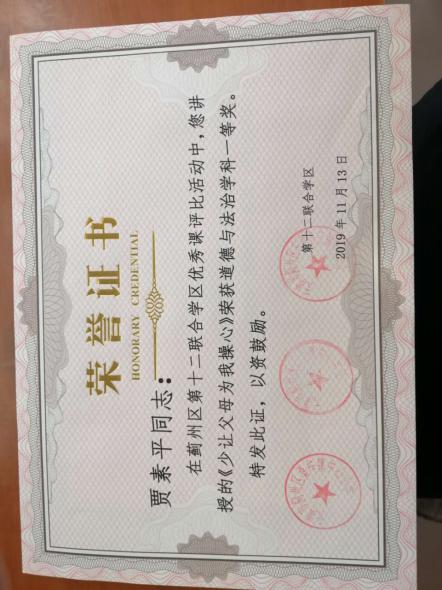 荣誉证书
HONORARY CREDENTIAL
贾素平同志:
在蓟州区第十二联合学区优秀课评比活动中,您讲
授的《少让父母为我操心》荣获道德与法治学科一等奖。
特发此证,以资鼓励。
第十二联合学区
2019年11月13日